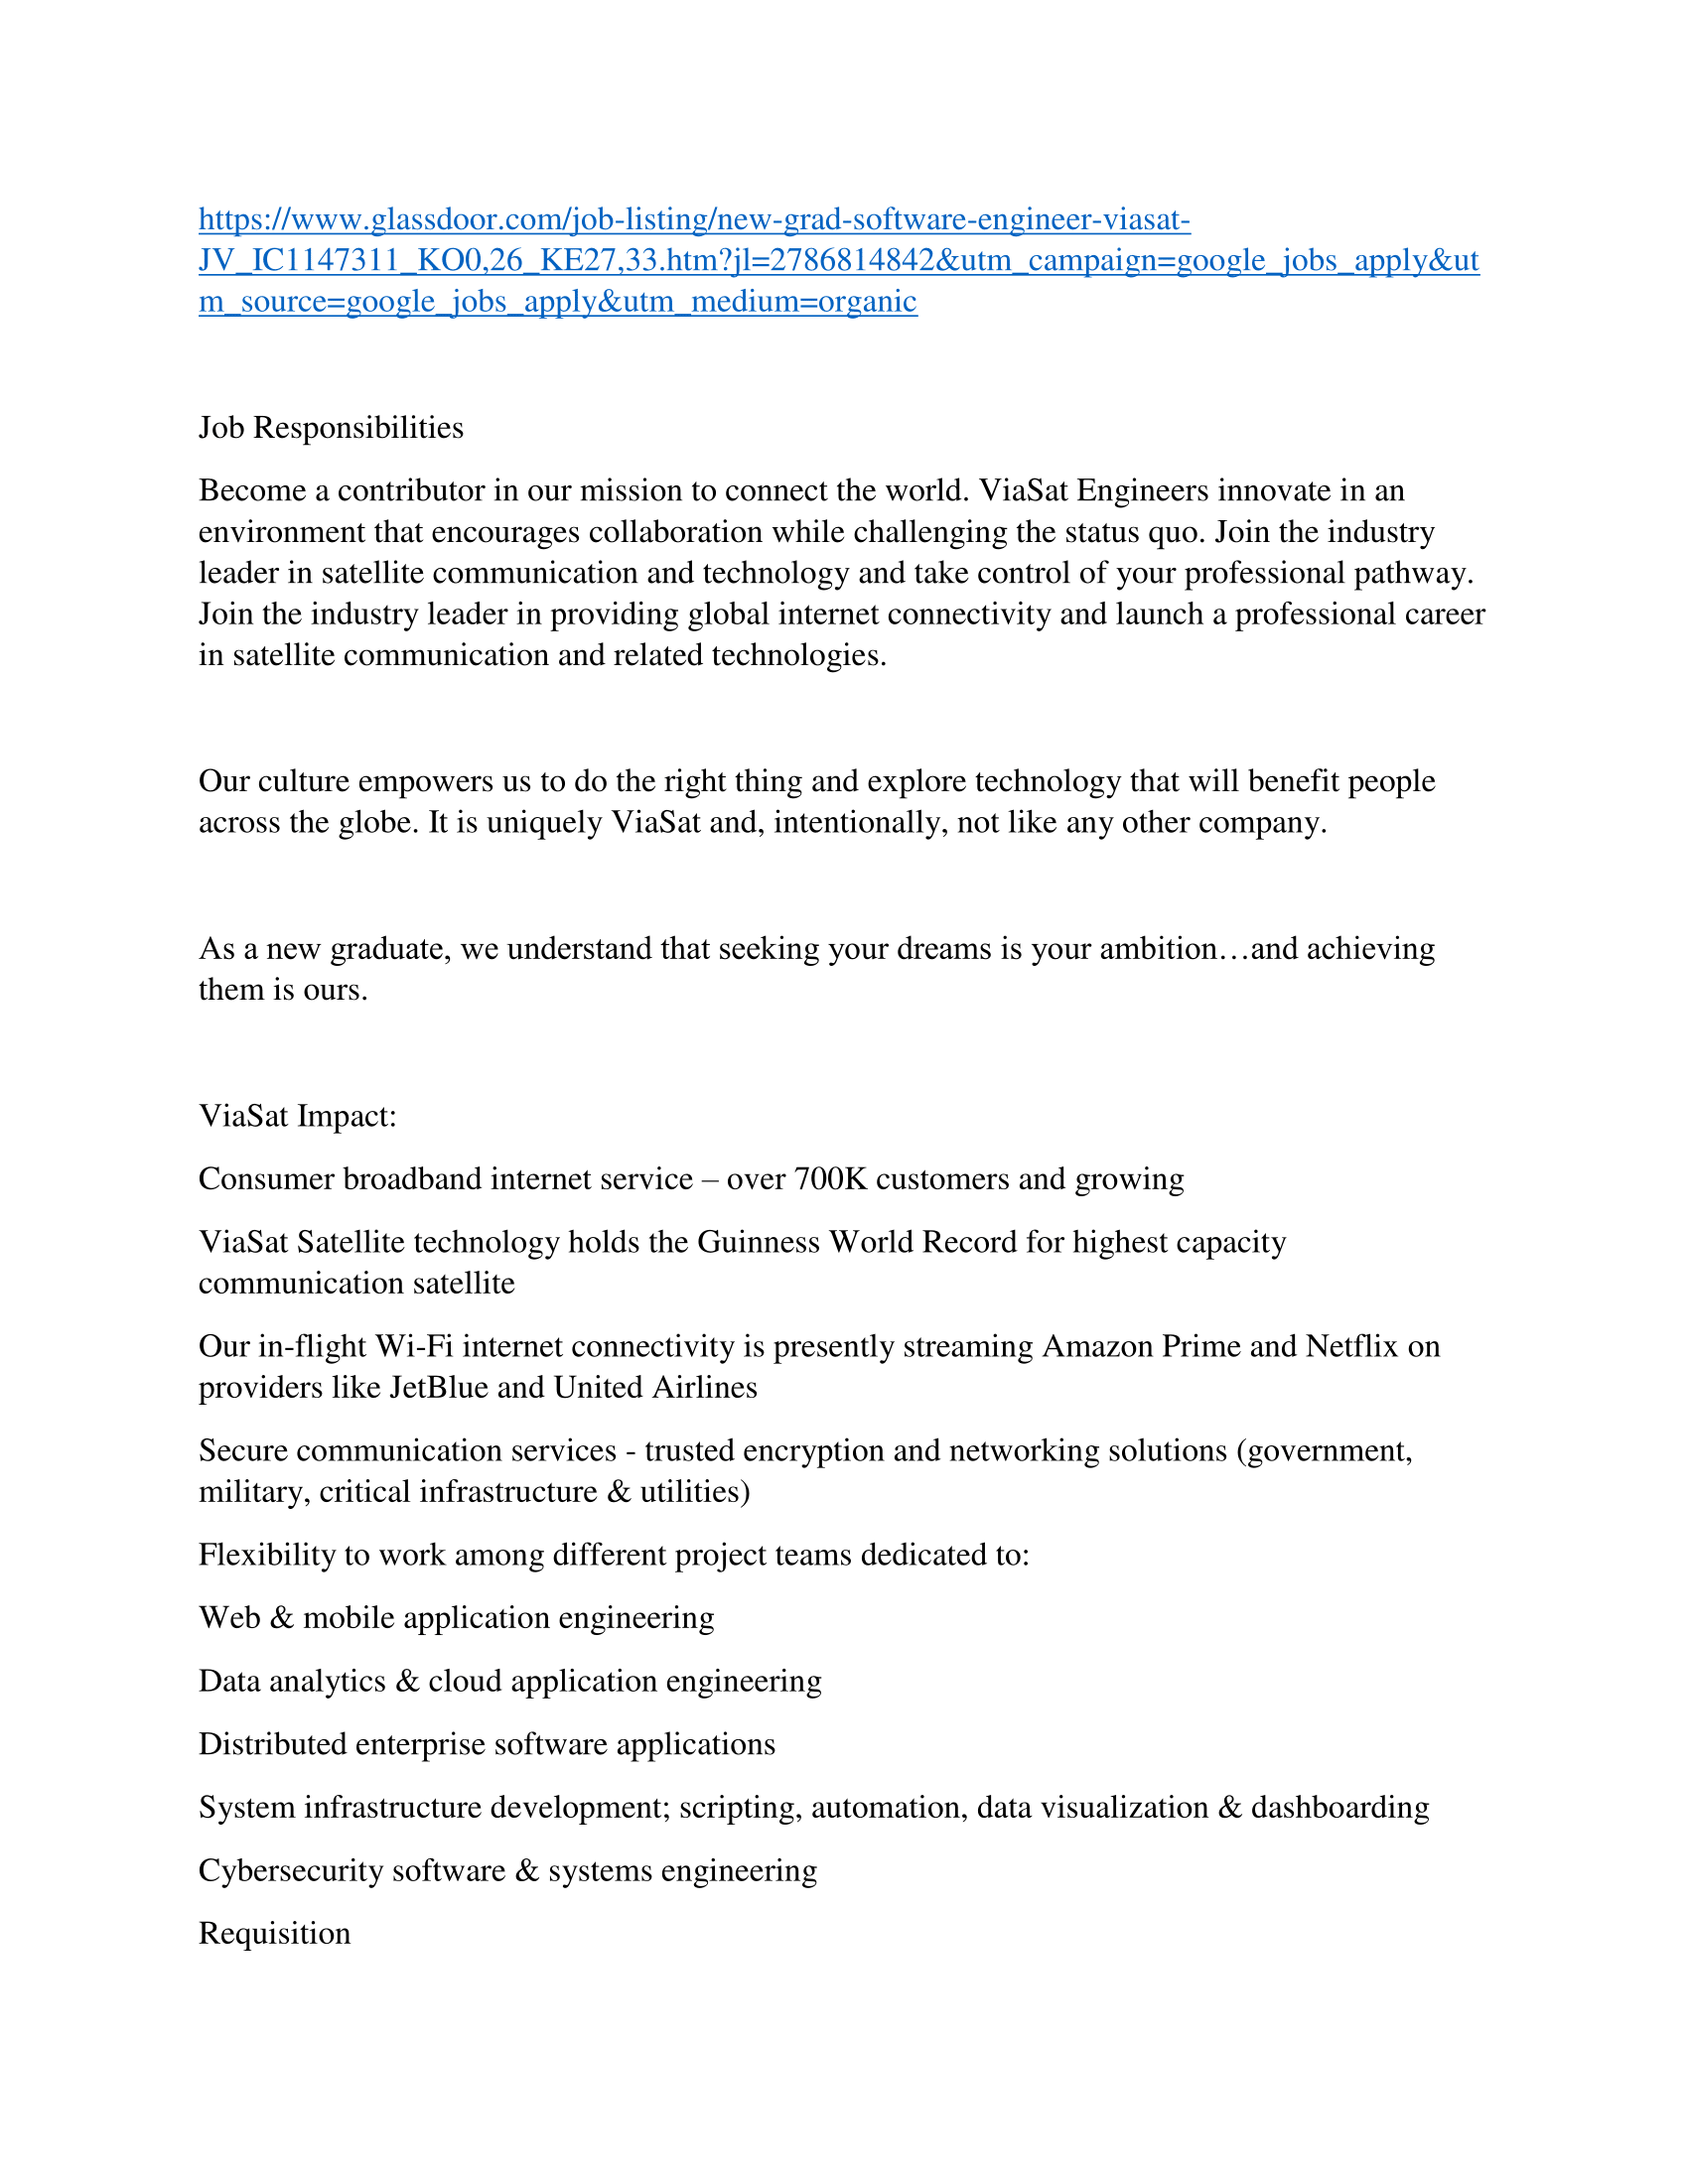 https://www.glassdoor.com/job-listing/new-grad-software-engineer-viasat-
JV_IC1147311_KO0,26_KE27,33.htm?jl=2786814842&utm_campaign=google_jobs_apply&ut
m_source=google_jobs_apply&utm_medium=organic
Job Responsibilities
Become a contributor in our mission to connect the world. ViaSat Engineers innovate in an
environment that encourages collaboration while challenging the status quo. Join the industry
leader in satellite communication and technology and take control of your professional pathway.
Join the industry leader in providing global internet connectivity and launch a professional career
in satellite communication and related technologies.
Our culture empowers us to do the right thing and explore technology that will benefit people
across the globe. It is uniquely ViaSat and, intentionally, not like any other company.
As a new graduate, we understand that seeking your dreams is your ambition…and achieving
them is ours.
ViaSat Impact:
Consumer broadband internet service – over 700K customers and growing
ViaSat Satellite technology holds the Guinness World Record for highest capacity
communication satellite
Our in-flight Wi-Fi internet connectivity is presently streaming Amazon Prime and Netflix on
providers like JetBlue and United Airlines
Secure communication services - trusted encryption and networking solutions (government,
military, critical infrastructure & utilities)
Flexibility to work among different project teams dedicated to:
Web & mobile application engineering
Data analytics & cloud application engineering
Distributed enterprise software applications
System infrastructure development; scripting, automation, data visualization & dashboarding
Cybersecurity software & systems engineering
Requisition